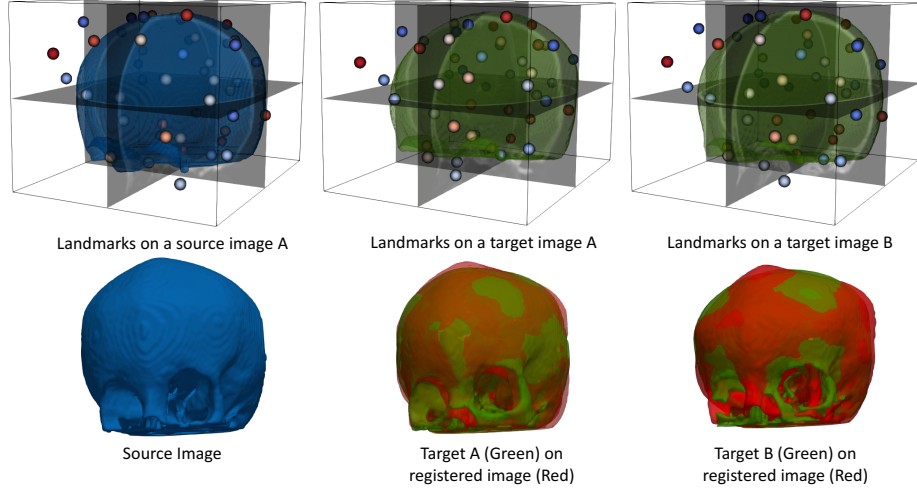 Landmarks on a source image A
Landmarks on a target image A
Landmarks on a target image B
Source Image
Target A (Green) on
registered image (Red)
Target B (Green) on
registered image (Red)